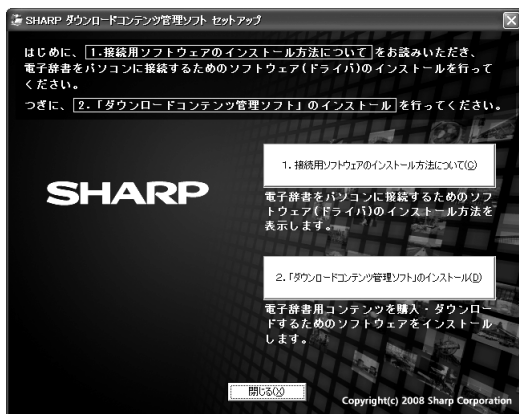 SHARP ダウンロードコンテンツ管理ソフト セットアップ
はじめに、1.接続用ソフトウェアのインストール方法についてをお読みいただき、
電子辞書をパソコンに接続するためのソフトウェア(ドライバ)のインストールを行って
ください。
つぎに、2.「ダウンロードコンテンツ管理ソフト」のインストールを行ってください。
1.接続用ソフトウェアのインストール方法について(C)
SHARP
電子辞書をパソコンに接続するためのソフ
トウェア(ドライバ)のインストール方法を
表示します。
2.「ダウンロードコンテンツ管理ソフト」のインストール(D)
電子辞書用コンテンツを購入・ダウンロー
ドするためのソフトウェアをインストール
します。
閉じる(X)
Copyright(c) 2008 Sharp Corporation